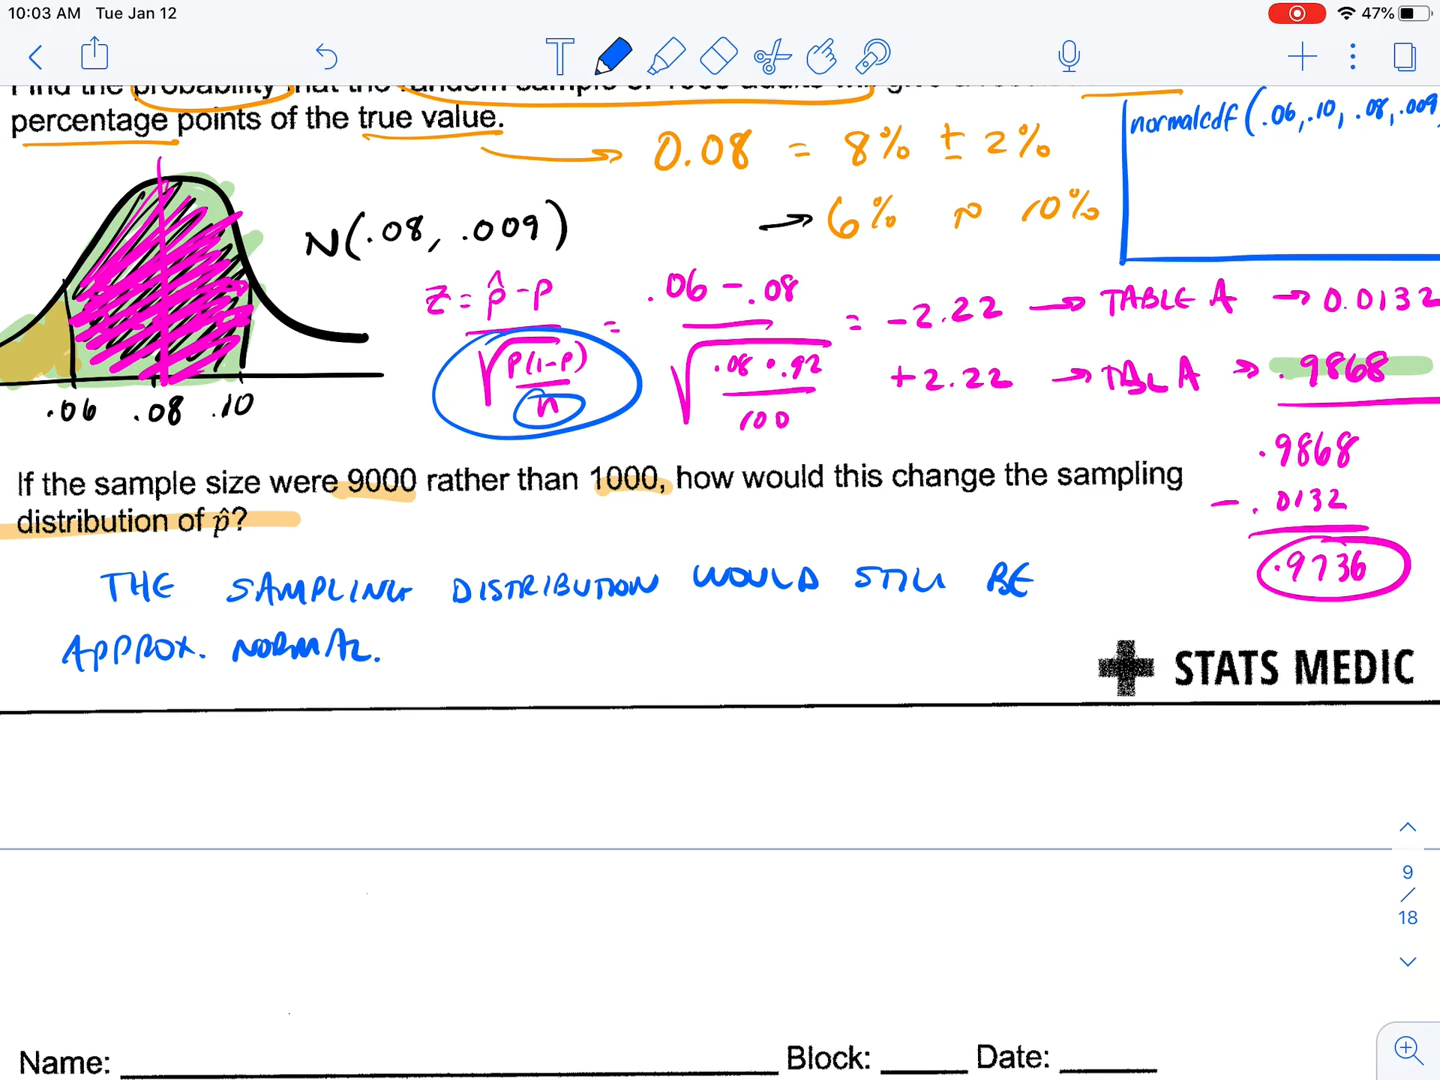 10:03 AM Tue Jan 12
47%
percentage points of the true value.
normalcdf (.06, .10, .08, .009
0.08 = 8% ± 2%
→ 6% N 10%
N(.08, .009)
.06 .08 .10
z = p̂ - p = .06 - .08 = -2.22 → TABLE A → 0.0132
√ p(1-p) / n
√ .08 · .92 / 100
+2.22 → TABL A → .9868
.9868
- .0132
.9736
If the sample size were 9000 rather than 1000, how would this change the sampling
distribution of p̂?
THE SAMPLING DISTRIBUTION WOULD STILL BE
APPROX. NORMAL.
STATS MEDIC
9
/
18
Name: Block: Date: